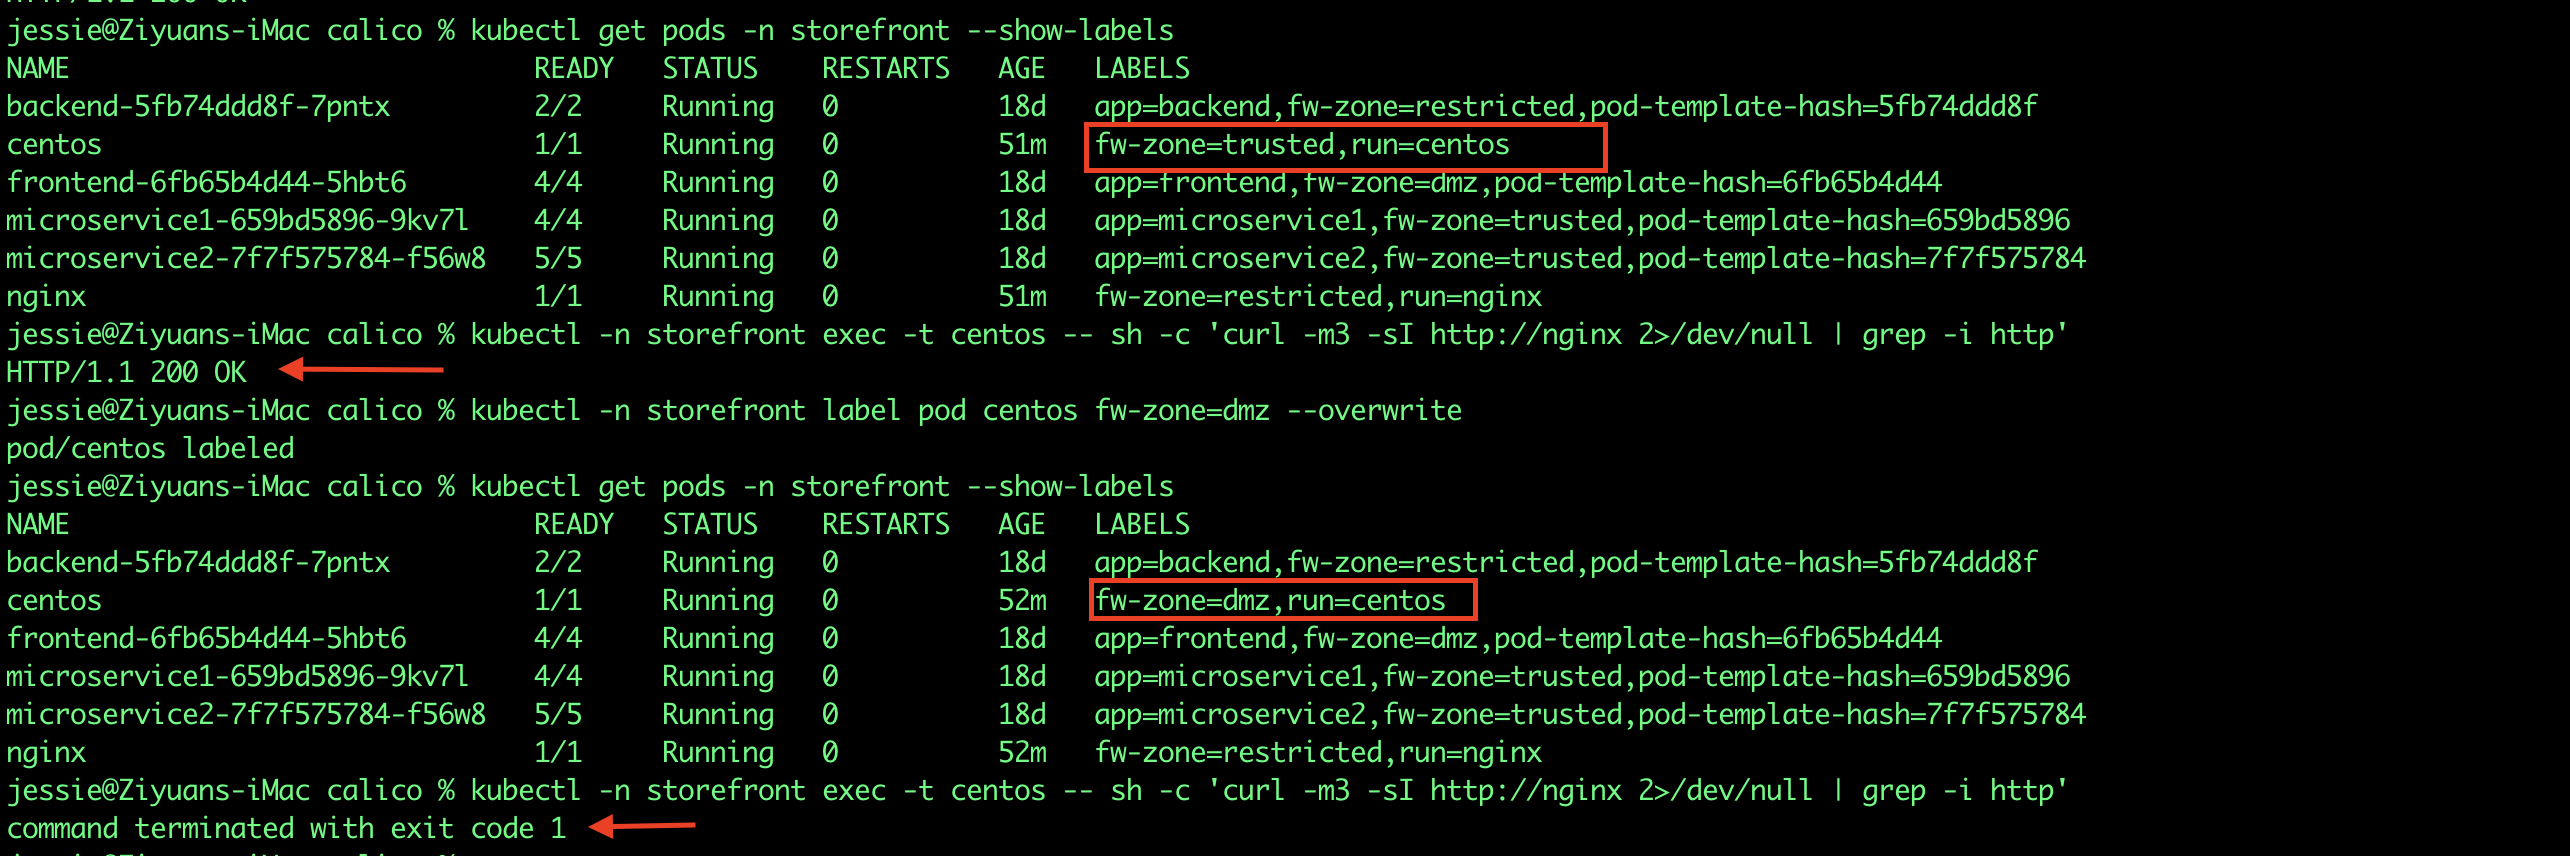 HTTP/1.1 200 OK
jessie@Ziyuans-iMac calico % kubectl get pods -n storefront --show-labels
NAME                             READY   STATUS    RESTARTS   AGE   LABELS
backend-5fb74ddd8f-7pntx         2/2     Running   0          18d   app=backend,fw-zone=restricted,pod-template-hash=5fb74ddd8f
centos                           1/1     Running   0          51m   fw-zone=trusted,run=centos
frontend-6fb65b4d44-5hbt6        4/4     Running   0          18d   app=frontend,fw-zone=dmz,pod-template-hash=6fb65b4d44
microservice1-659bd5896-9kv7l    4/4     Running   0          18d   app=microservice1,fw-zone=trusted,pod-template-hash=659bd5896
microservice2-7f7f575784-f56w8   5/5     Running   0          18d   app=microservice2,fw-zone=trusted,pod-template-hash=7f7f575784
nginx                            1/1     Running   0          51m   fw-zone=restricted,run=nginx
jessie@Ziyuans-iMac calico % kubectl -n storefront exec -t centos -- sh -c 'curl -m3 -sI http://nginx 2>/dev/null | grep -i http'
HTTP/1.1 200 OK
jessie@Ziyuans-iMac calico % kubectl -n storefront label pod centos fw-zone=dmz --overwrite
pod/centos labeled
jessie@Ziyuans-iMac calico % kubectl get pods -n storefront --show-labels
NAME                             READY   STATUS    RESTARTS   AGE   LABELS
backend-5fb74ddd8f-7pntx         2/2     Running   0          18d   app=backend,fw-zone=restricted,pod-template-hash=5fb74ddd8f
centos                           1/1     Running   0          52m   fw-zone=dmz,run=centos
frontend-6fb65b4d44-5hbt6        4/4     Running   0          18d   app=frontend,fw-zone=dmz,pod-template-hash=6fb65b4d44
microservice1-659bd5896-9kv7l    4/4     Running   0          18d   app=microservice1,fw-zone=trusted,pod-template-hash=659bd5896
microservice2-7f7f575784-f56w8   5/5     Running   0          18d   app=microservice2,fw-zone=trusted,pod-template-hash=7f7f575784
nginx                            1/1     Running   0          52m   fw-zone=restricted,run=nginx
jessie@Ziyuans-iMac calico % kubectl -n storefront exec -t centos -- sh -c 'curl -m3 -sI http://nginx 2>/dev/null | grep -i http'
command terminated with exit code 1